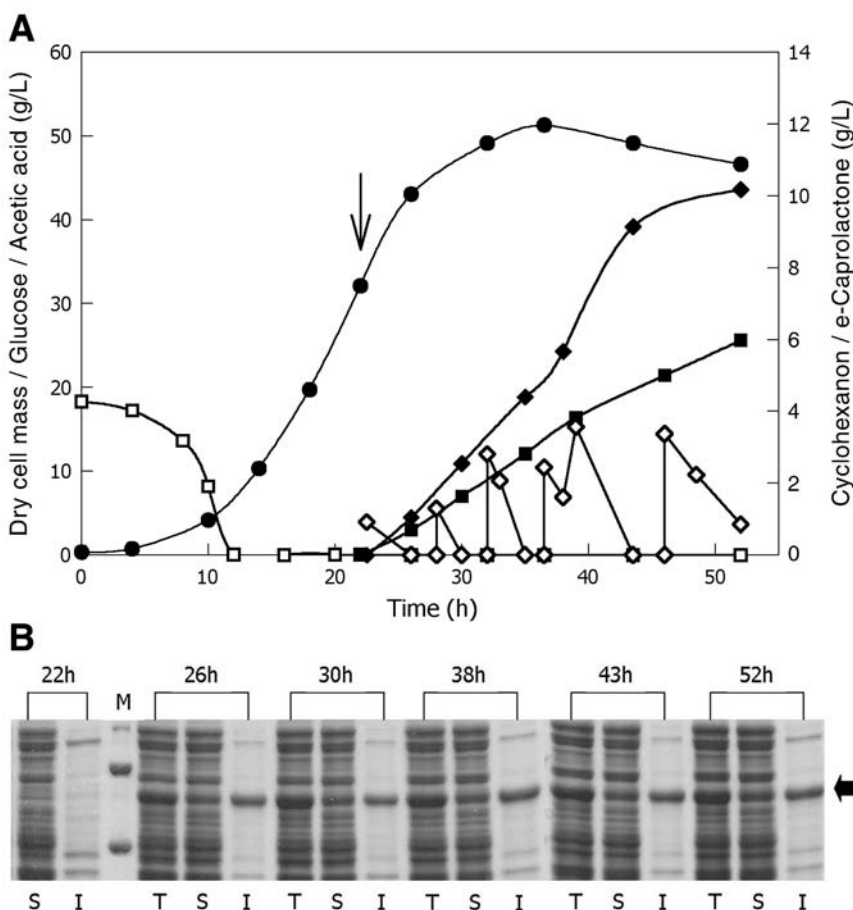 A
Dry cell mass / Glucose / Acetic acid (g/L)
60
50
40
30
20
10
0
14
12
10
8
6
4
2
0
Cyclohexanon / e-Caprolactone (g/L)
0 10 20 30 40 50
Time (h)
B
22h M 26h 30h 38h 43h 52h
S I T S I T S I T S I T S I T S I